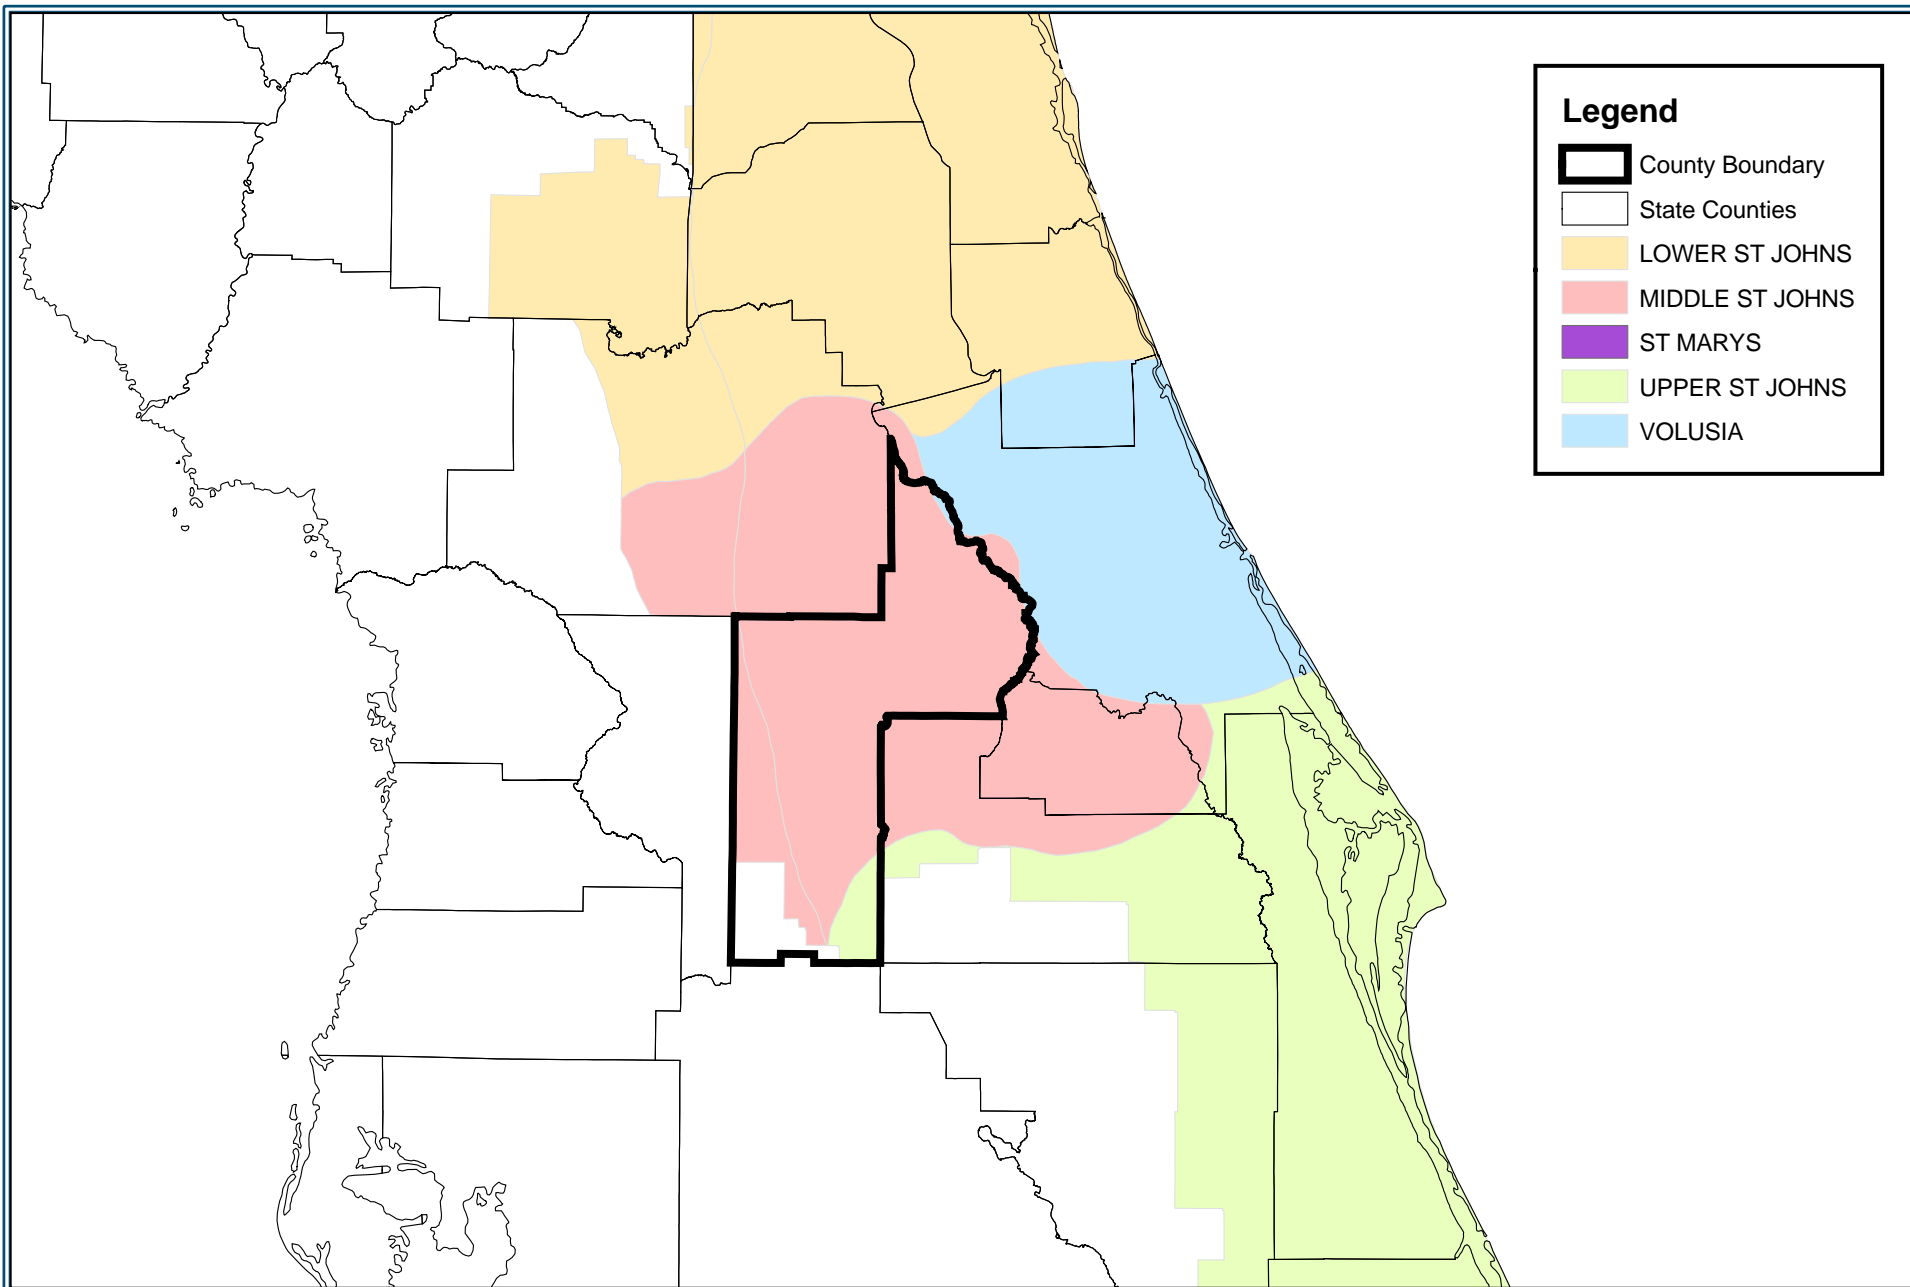 Legend
County Boundary
State Counties
LOWER ST JOHNS
MIDDLE ST JOHNS
ST MARYS
UPPER ST JOHNS
VOLUSIA